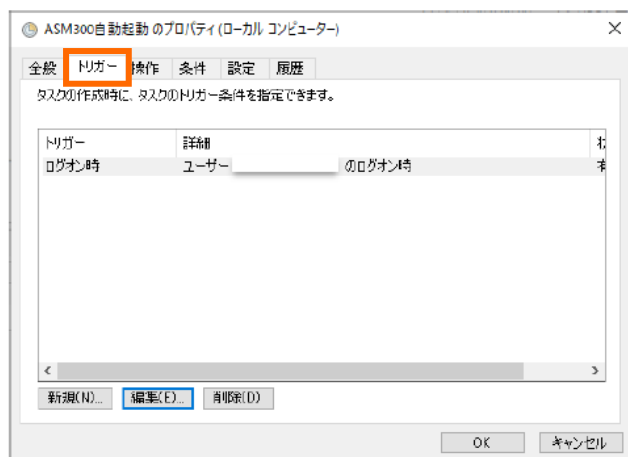 ASM300自動起動 のプロパティ (ローカル コンピューター)
全般 トリガー 操作 条件 設定 履歴
タスクの作成時に、タスクのトリガー条件を指定できます。
トリガー 詳細
ログオン時 ユーザー のログオン時
新規(N)... 編集(E)... 削除(D)
OK キャンセル